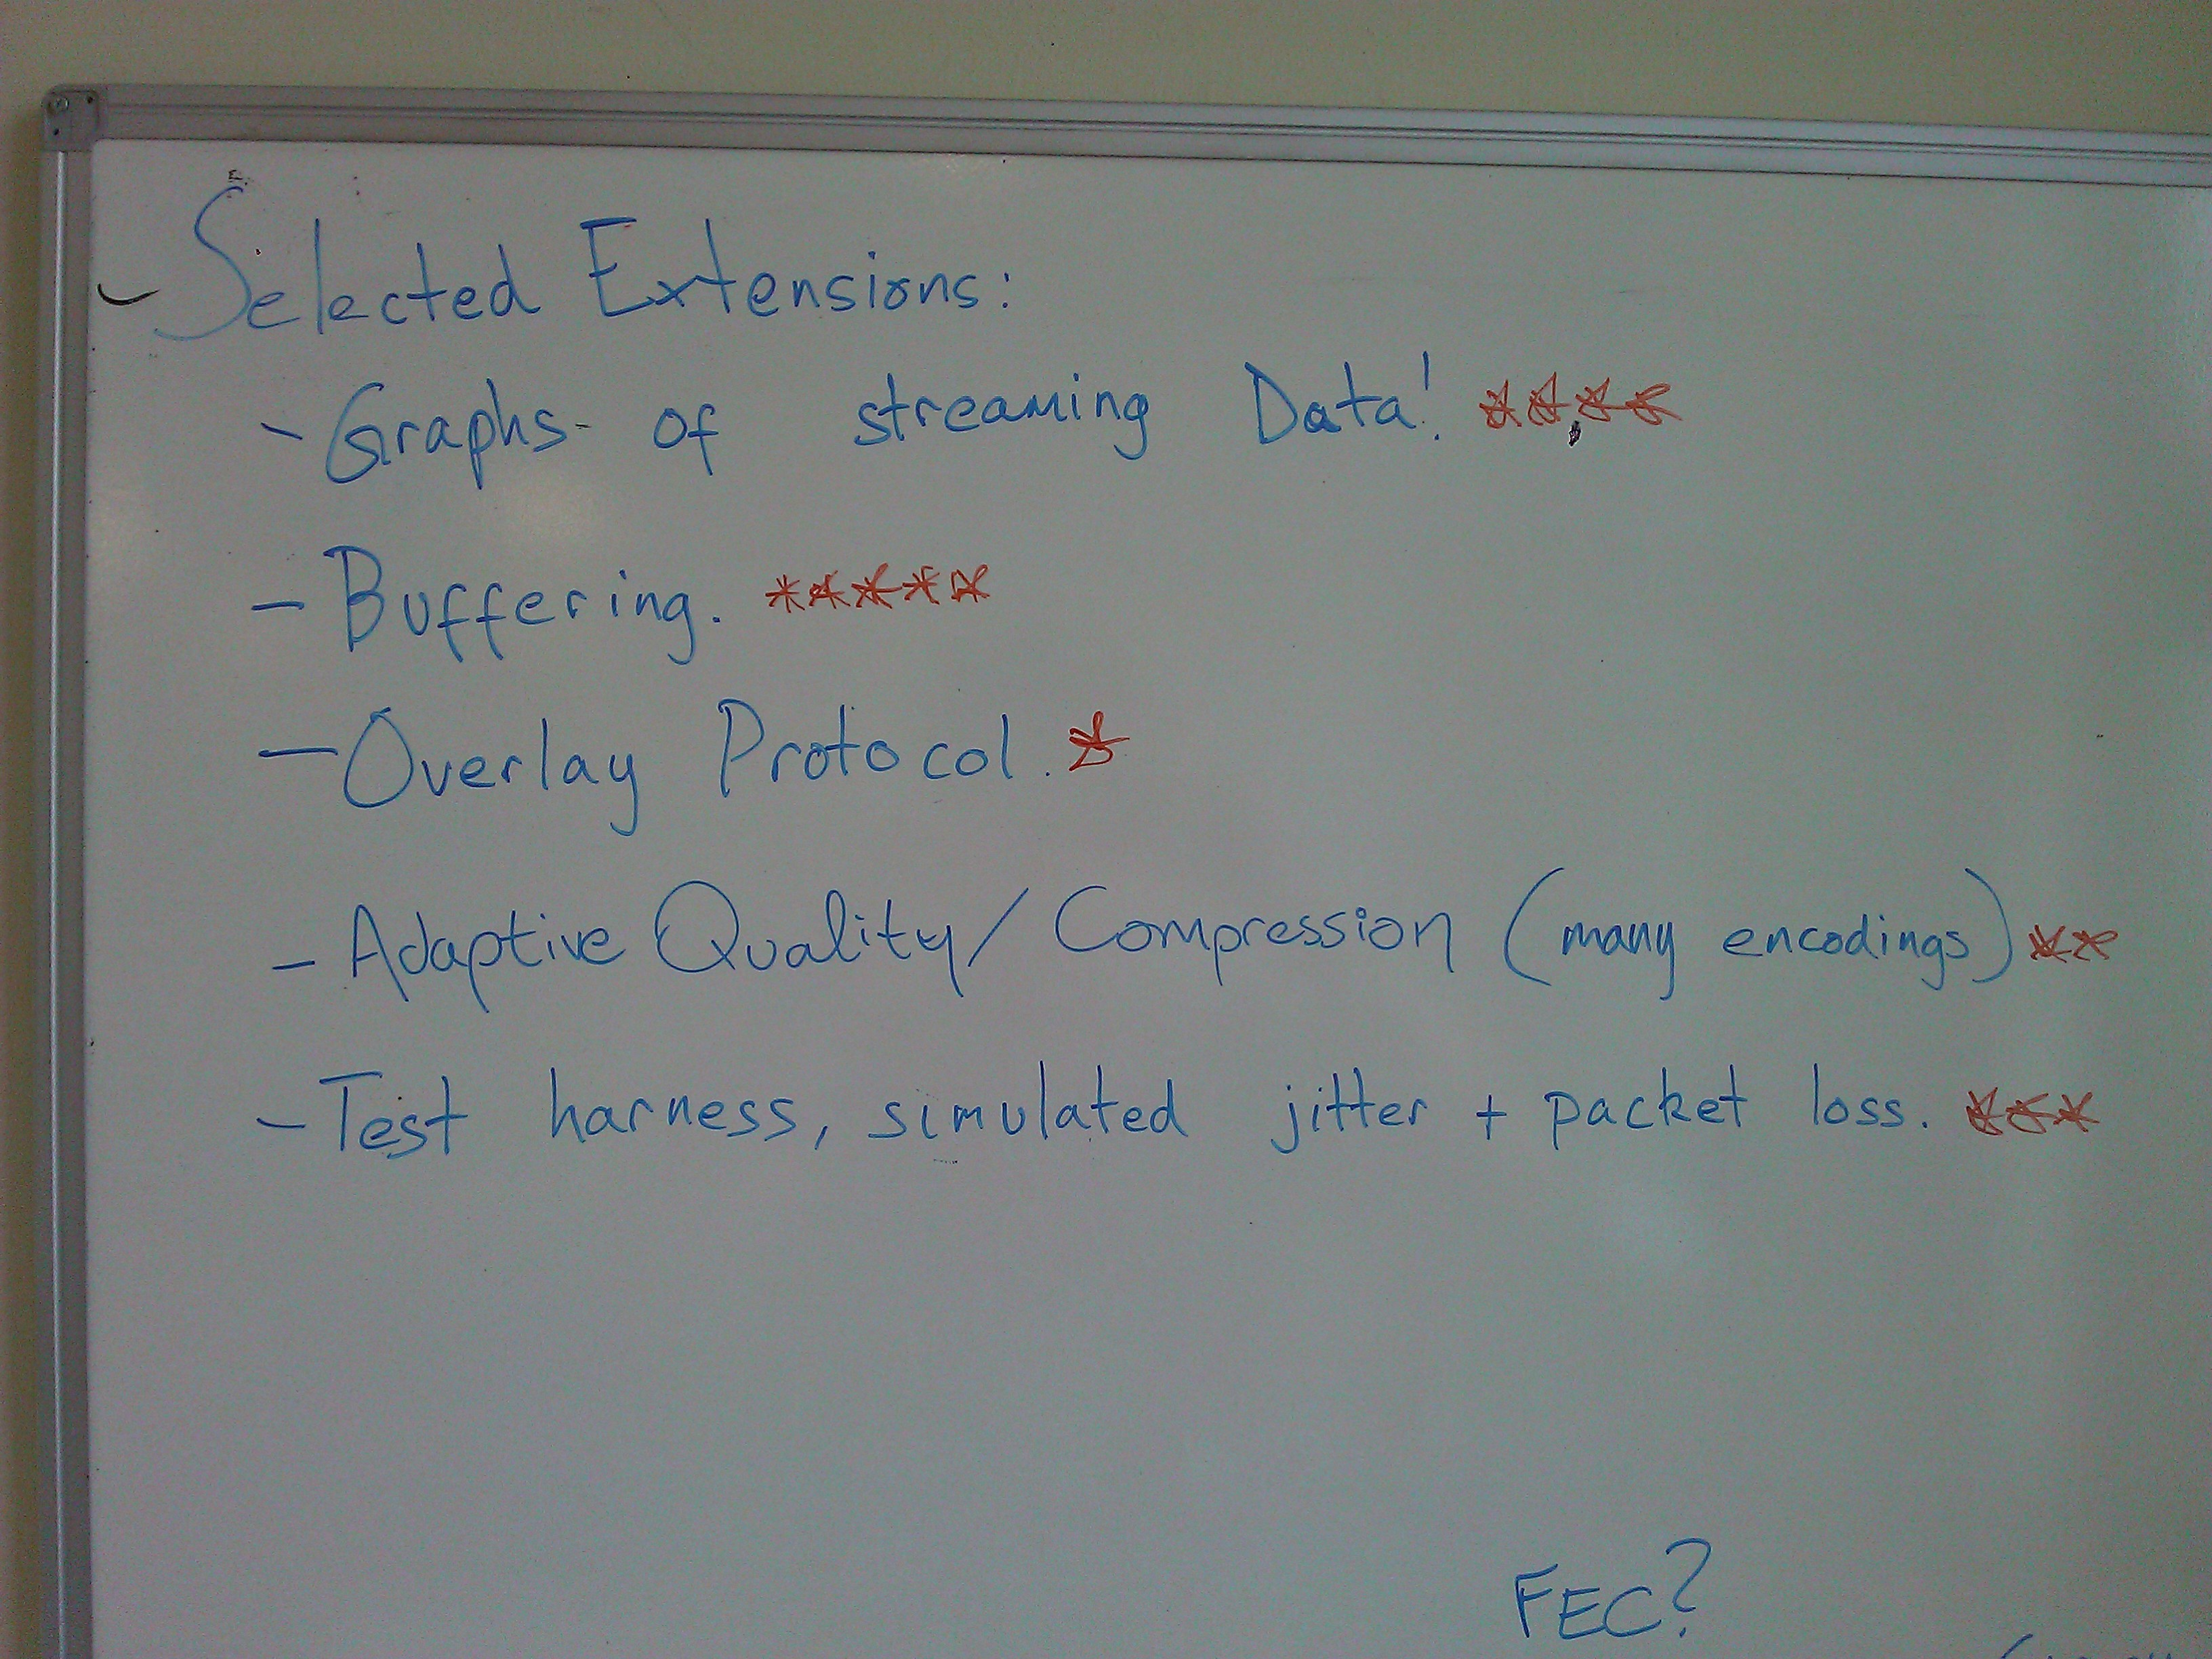 - Selected Extensions:
- Graphs of streaming Data! ****
- Buffering. *****
- Overlay Protocol. *
- Adaptive Quality/Compression (many encodings) **
- Test harness, simulated jitter + packet loss. ***
FEC?